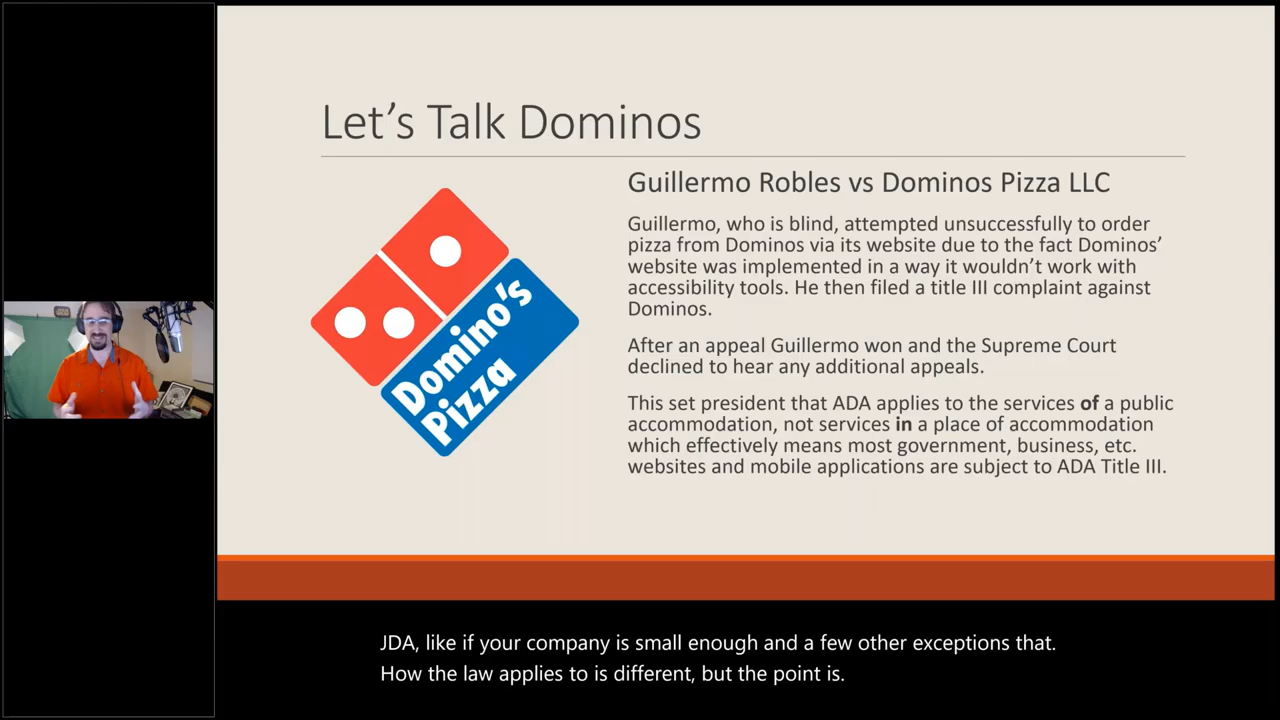 Let's Talk Dominos
Domino's
Pizza
Guillermo Robles vs Dominos Pizza LLC
Guillermo, who is blind, attempted unsuccessfully to order
pizza from Dominos via its website due to the fact Dominos'
website was implemented in a way it wouldn't work with
accessibility tools. He then filed a title III complaint against
Dominos.
After an appeal Guillermo won and the Supreme Court
declined to hear any additional appeals.
This set president that ADA applies to the services of a public
accommodation, not services in a place of accommodation
which effectively means most government, business, etc.
websites and mobile applications are subject to ADA Title III.
JDA, like if your company is small enough and a few other exceptions that.
How the law applies to is different, but the point is.